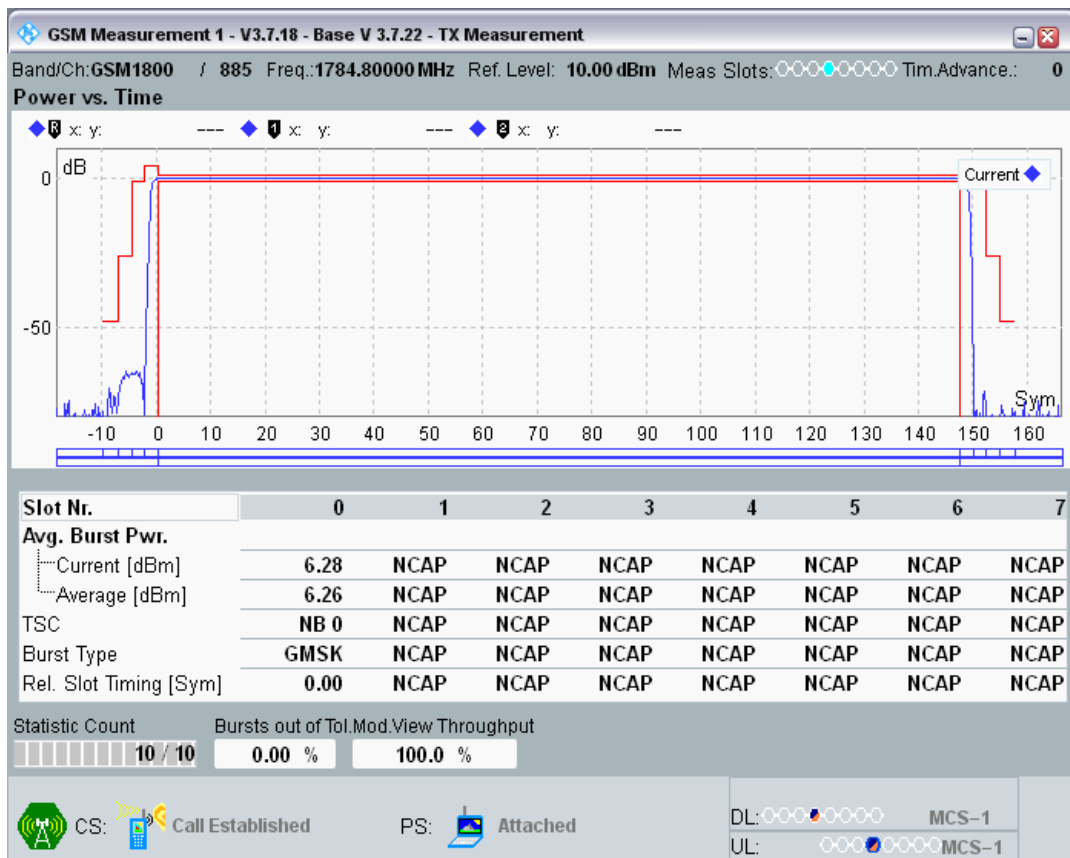 GSM Measurement 1 - V3.7.18 - Base V 3.7.22 - TX Measurement
Band/Ch:GSM1800 / 885 Freq.:1784.80000 MHz Ref. Level: 10.00 dBm Meas Slots: Tim.Advance.: 0
Power vs. Time
R x: y: --- 1 x: y: --- 2 x: y: ---
dB
Current
0
-50
Sym
-10 0 10 20 30 40 50 60 70 80 90 100 110 120 130 140 150 160
Slot Nr. 0 1 2 3 4 5 6 7
Avg. Burst Pwr.
Current [dBm] 6.28 NCAP NCAP NCAP NCAP NCAP NCAP NCAP
Average [dBm] 6.26 NCAP NCAP NCAP NCAP NCAP NCAP NCAP
TSC NB 0 NCAP NCAP NCAP NCAP NCAP NCAP NCAP
Burst Type GMSK NCAP NCAP NCAP NCAP NCAP NCAP NCAP
Rel. Slot Timing [Sym] 0.00 NCAP NCAP NCAP NCAP NCAP NCAP NCAP
Statistic Count Bursts out of Tol.Mod.View Throughput
10 / 10 0.00 % 100.0 %
CS: Call Established PS: Attached
DL: MCS-1
UL: MCS-1